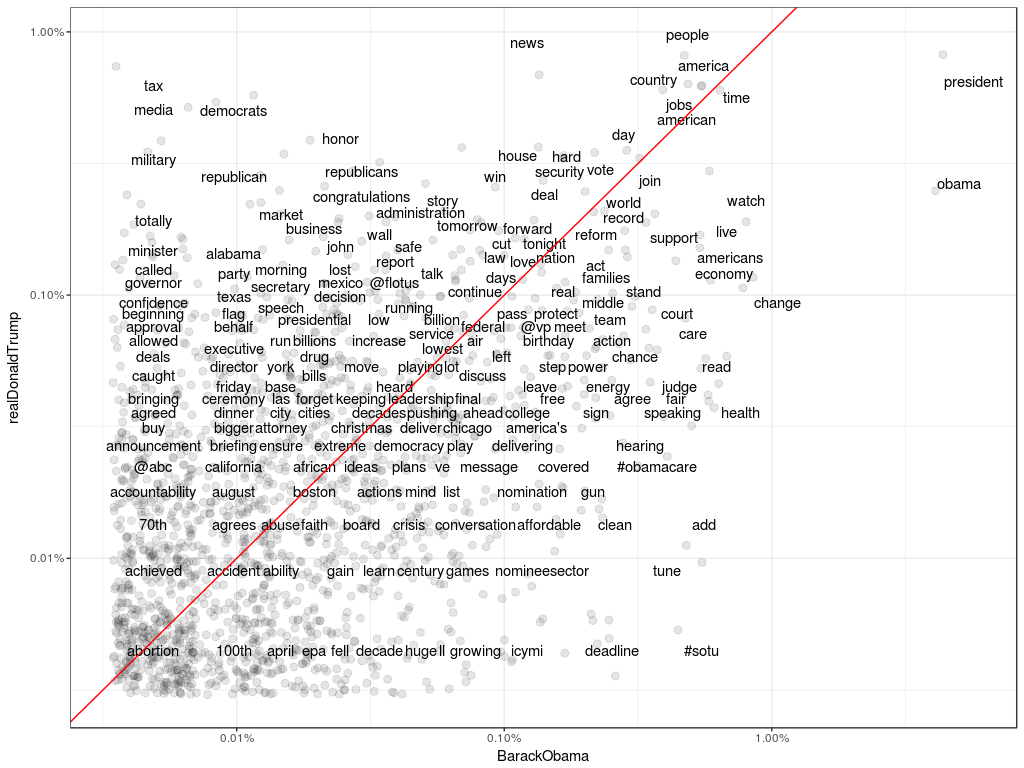 1.00%
people
news
america
country
president
tax
time
media
democrats
jobs
american
honor
day
military
house
hard
republican
republicans
win
security
vote
join
obama
congratulations
story
deal
world
watch
totally
market
administration
record
business
wall
tomorrow
forward
reform
support
live
minister
alabama
john
safe
cut
tonight
called
party
morning
lost
report
talk
law
love
nation
act
americans
governor
secretary
mexico
@flotus
days
families
economy
0.10%
confidence
texas
decision
continue
real
middle
stand
change
beginning
flag
speech
running
pass
protect
court
approval
behalf
presidential
low
billion
federal
@vp
meet
team
allowed
executive
run
billions
increase
service
air
birthday
action
care
deals
drug
lowest
left
chance
caught
director
york
bills
move
playing
lot
discuss
step
power
read
friday
base
heard
leave
energy
judge
bringing
ceremony
las
forget
keeping
leadership
final
free
agree
fair
agreed
dinner
city
cities
decades
pushing
ahead
college
sign
speaking
health
buy
bigger
attorney
christmas
deliver
chicago
america's
announcement
briefing
ensure
extreme
democracy
play
delivering
hearing
@abc
california
african
ideas
plans
ve
message
covered
#obamacare
accountability
august
boston
actions
mind
list
nomination
gun
70th
agrees
abuse
faith
board
crisis
conversation
affordable
clean
add
0.01%
achieved
accident
ability
gain
learn
century
games
nominee
sector
tune
abortion
100th
april
epa
fell
decade
huge
ll
growing
icymi
deadline
#sotu
0.01%
0.10%
1.00%
BarackObama
realDonaldTrump